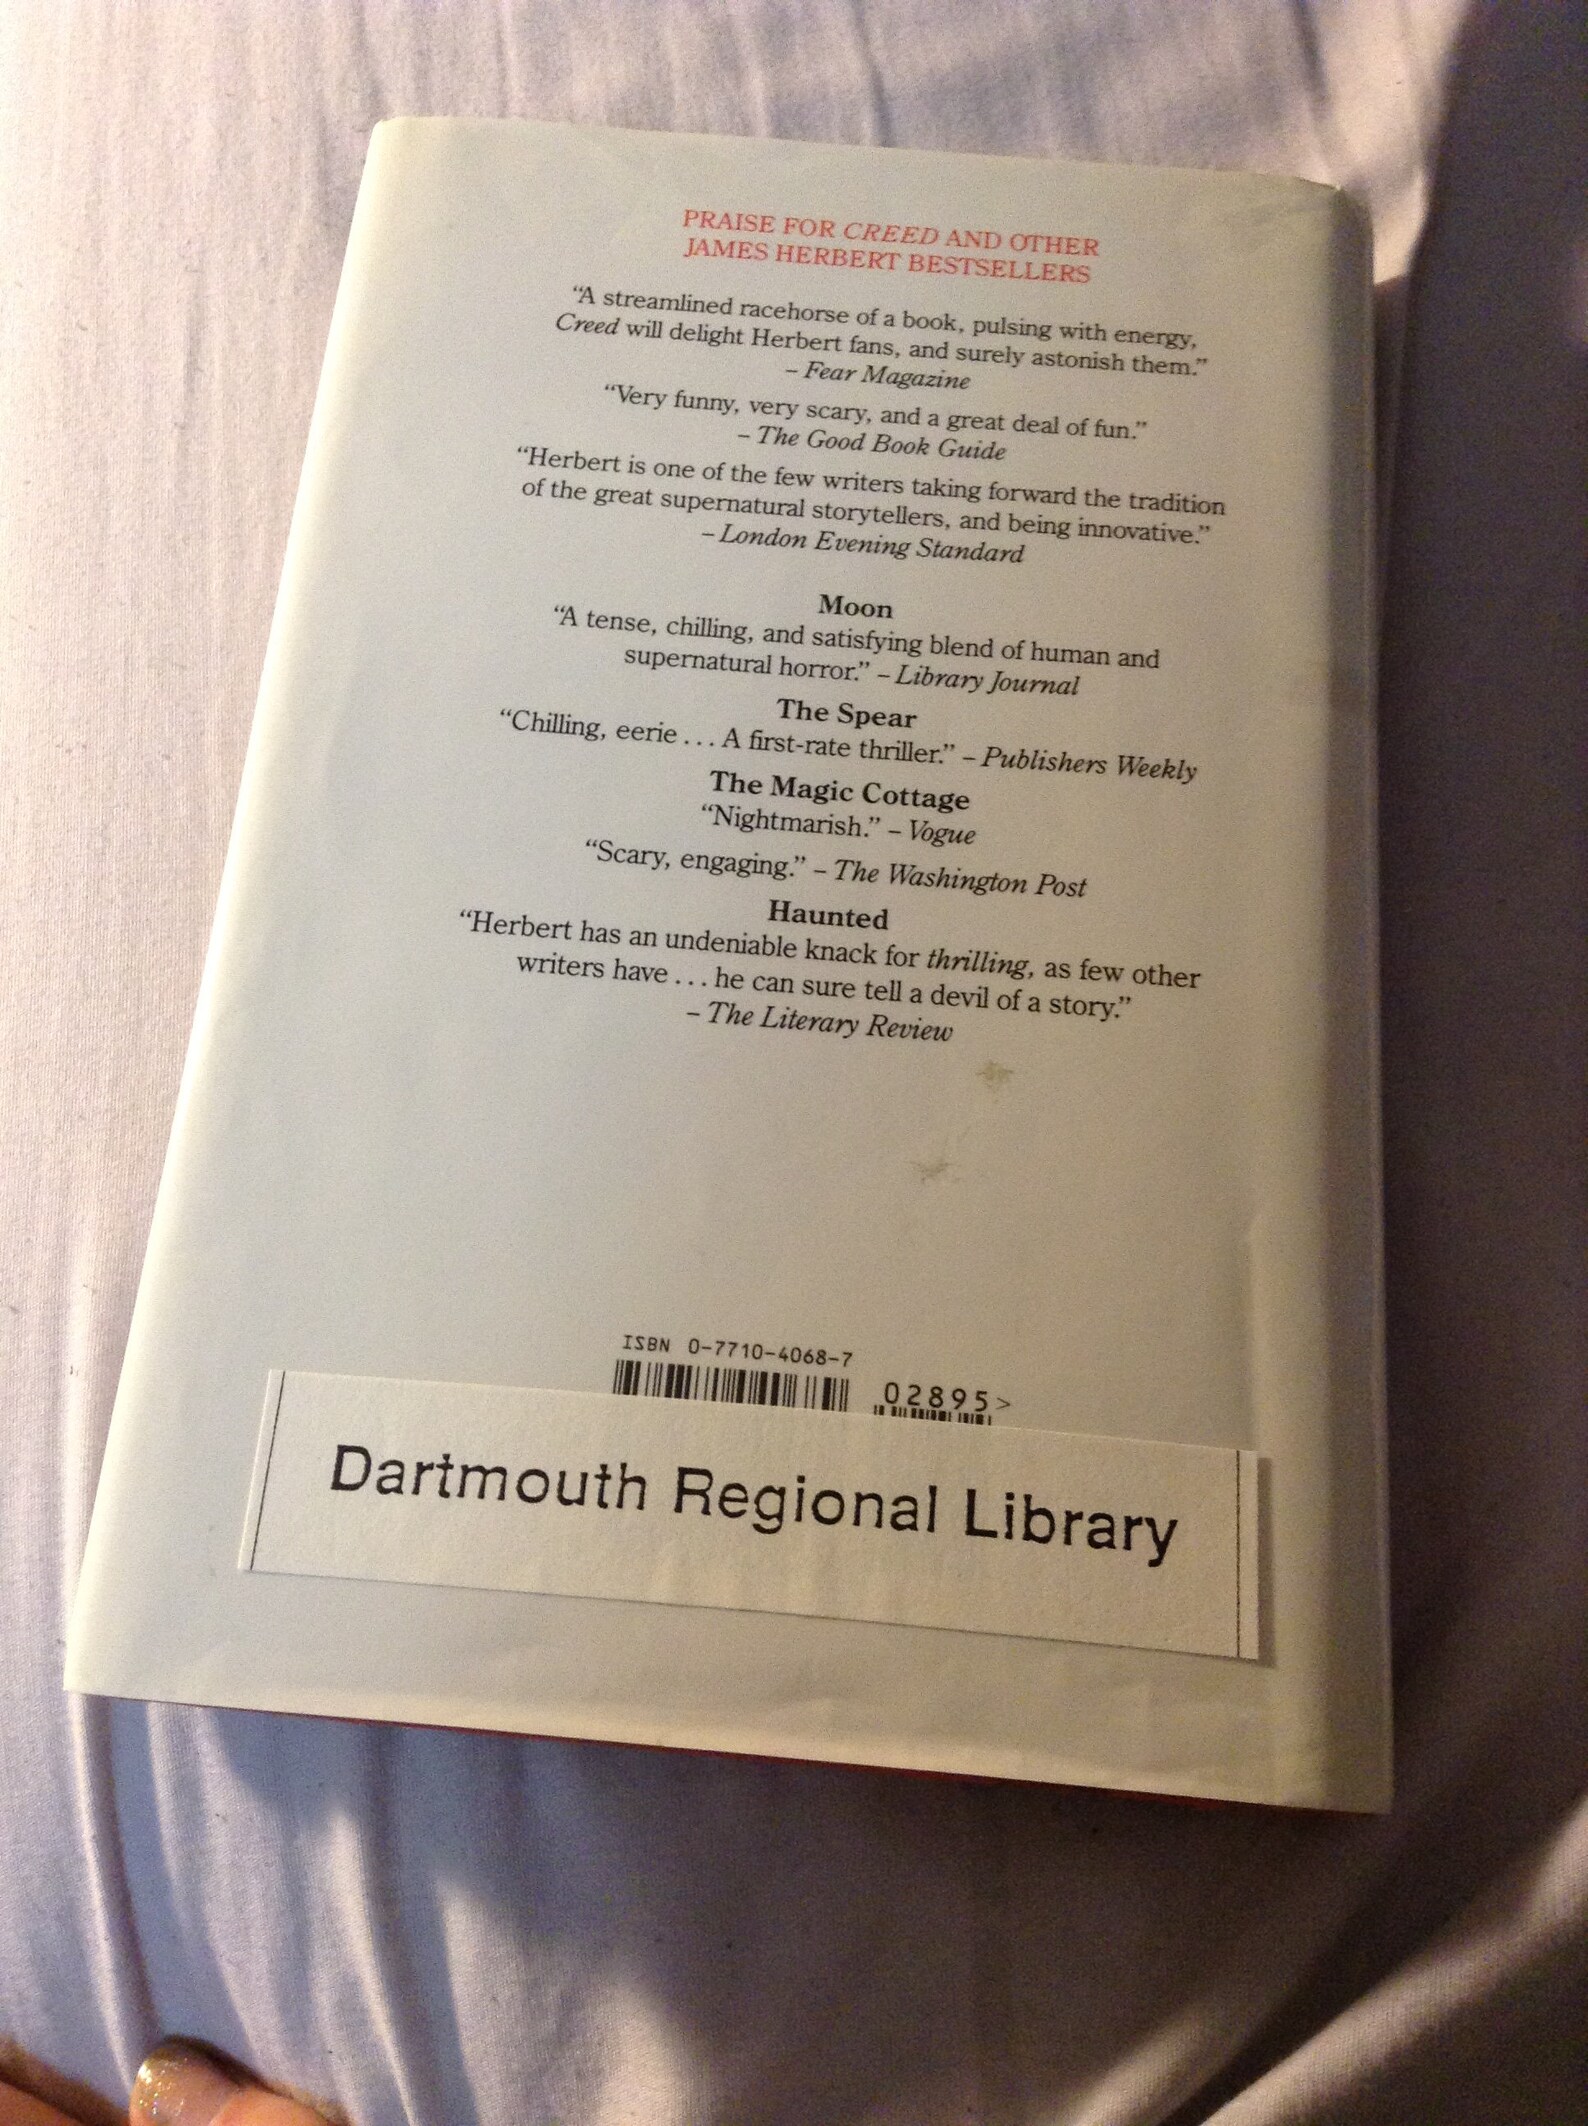 PRAISE FOR CREED AND OTHER
JAMES HERBERT BESTSELLERS
“A streamlined racehorse of a book, pulsing with energy,
Creed will delight Herbert fans, and surely astonish them.”
– Fear Magazine
“Very funny, very scary, and a great deal of fun.”
– The Good Book Guide
“Herbert is one of the few writers taking forward the tradition
of the great supernatural storytellers, and being innovative.”
– London Evening Standard
Moon
“A tense, chilling, and satisfying blend of human and
supernatural horror.” – Library Journal
The Spear
“Chilling, eerie . . . A first-rate thriller.” – Publishers Weekly
The Magic Cottage
“Nightmarish.” – Vogue
“Scary, engaging.” – The Washington Post
Haunted
“Herbert has an undeniable knack for thrilling, as few other
writers have . . . he can sure tell a devil of a story.”
– The Literary Review
ISBN 0-7710-4068-7
02895>
Dartmouth Regional Library